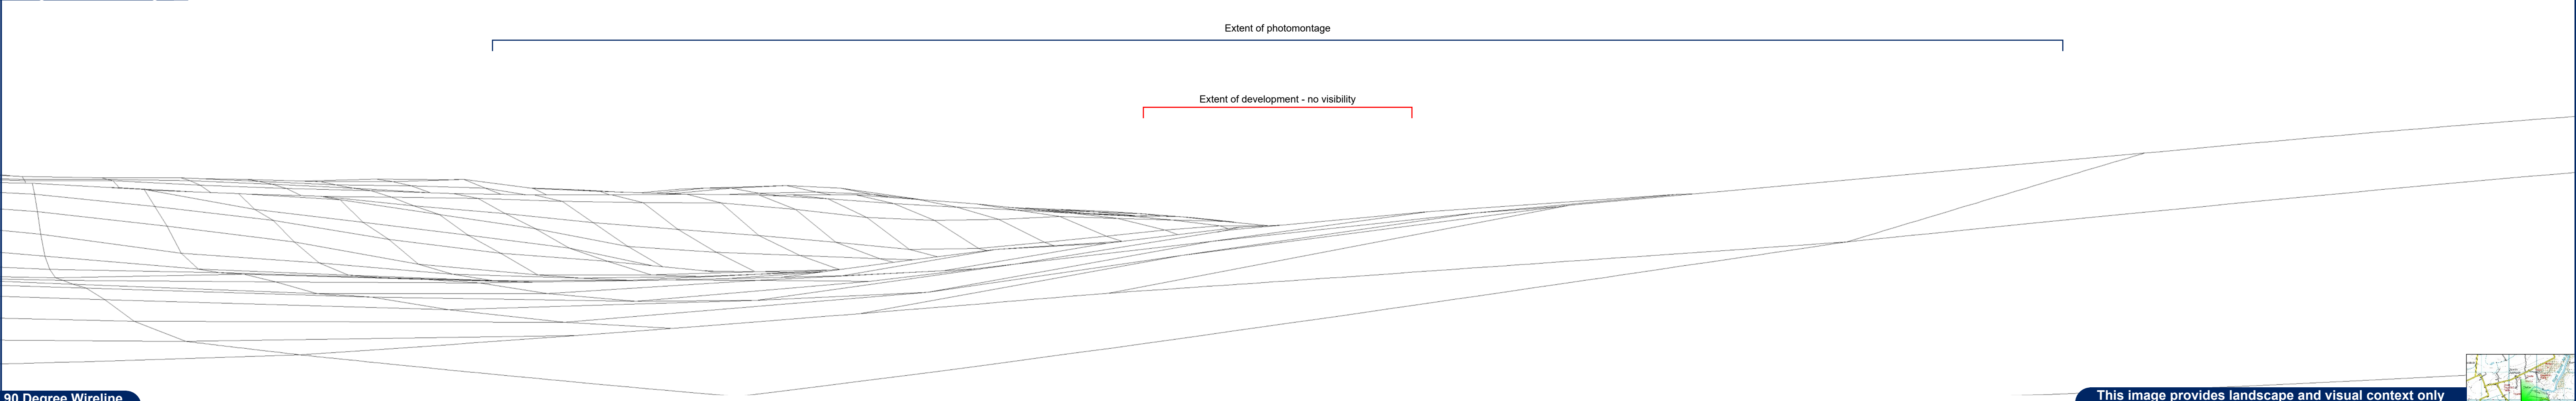 Extent of photomontage
Extent of development - no visibility
90 Degree Wireline
This image provides landscape and visual context only